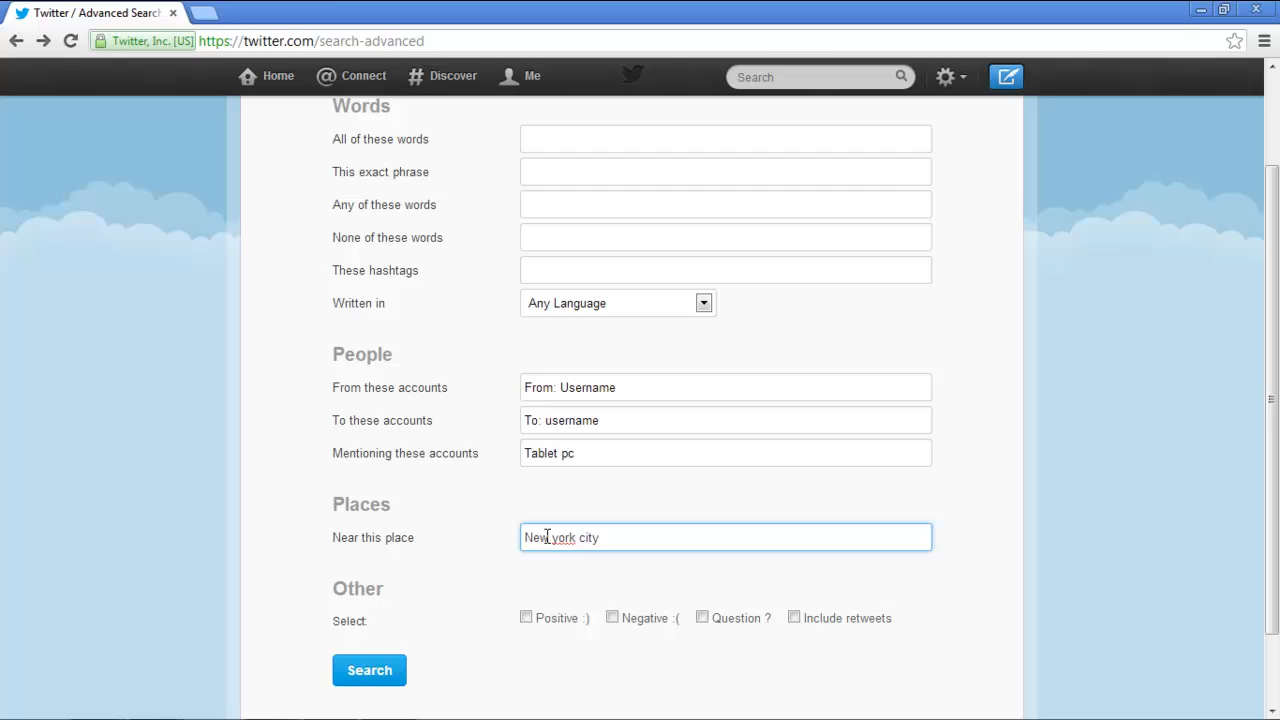 Twitter / Advanced Search
Twitter, Inc. [US] https://twitter.com/search-advanced
Home @ Connect # Discover Me Search
Words
All of these words
This exact phrase
Any of these words
None of these words
These hashtags
Written in Any Language
People
From these accounts From: Username
To these accounts To: username
Mentioning these accounts Tablet pc
Places
Near this place New york city
Other
Select: Positive :) Negative :( Question ? Include retweets
Search